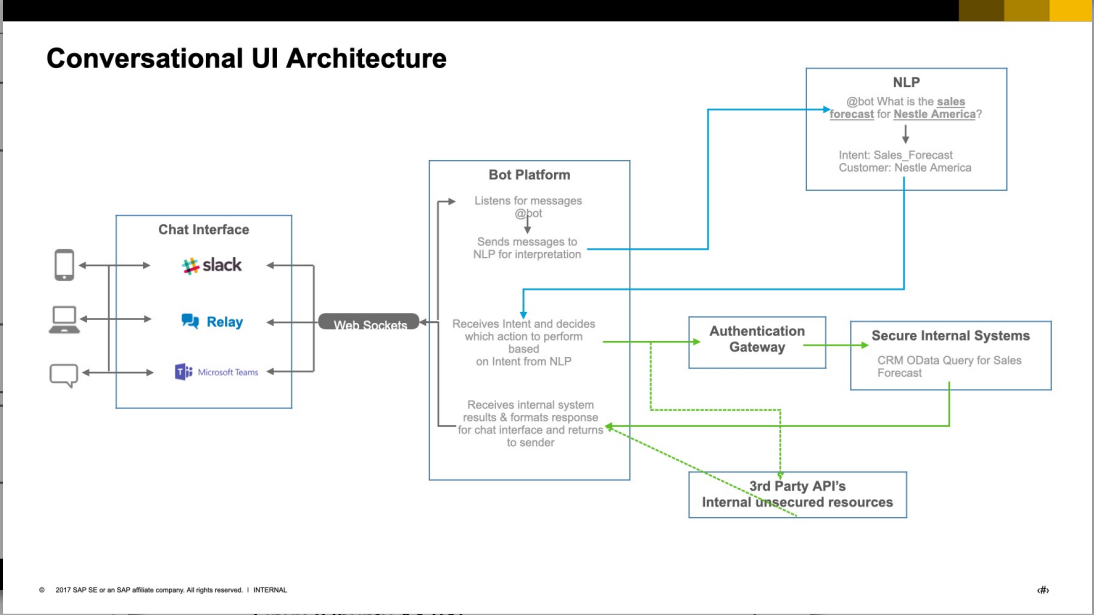 Conversational UI Architecture
NLP
@bot What is the sales
forecast for Nestle America?
Intent: Sales_Forecast
Customer: Nestle America
Bot Platform
Listens for messages
@bot
Sends messages to
NLP for interpretation
Chat Interface
slack
Relay
Microsoft Teams
Web Sockets
Receives Intent and decides
which action to perform
based
on Intent from NLP
Authentication
Gateway
Secure Internal Systems
CRM OData Query for Sales
Forecast
Receives internal system
results & formats response
for chat interface and returns
to sender
3rd Party API's
Internal unsecured resources
© 2017 SAP SE or an SAP affiliate company. All rights reserved. I INTERNAL
‹#›